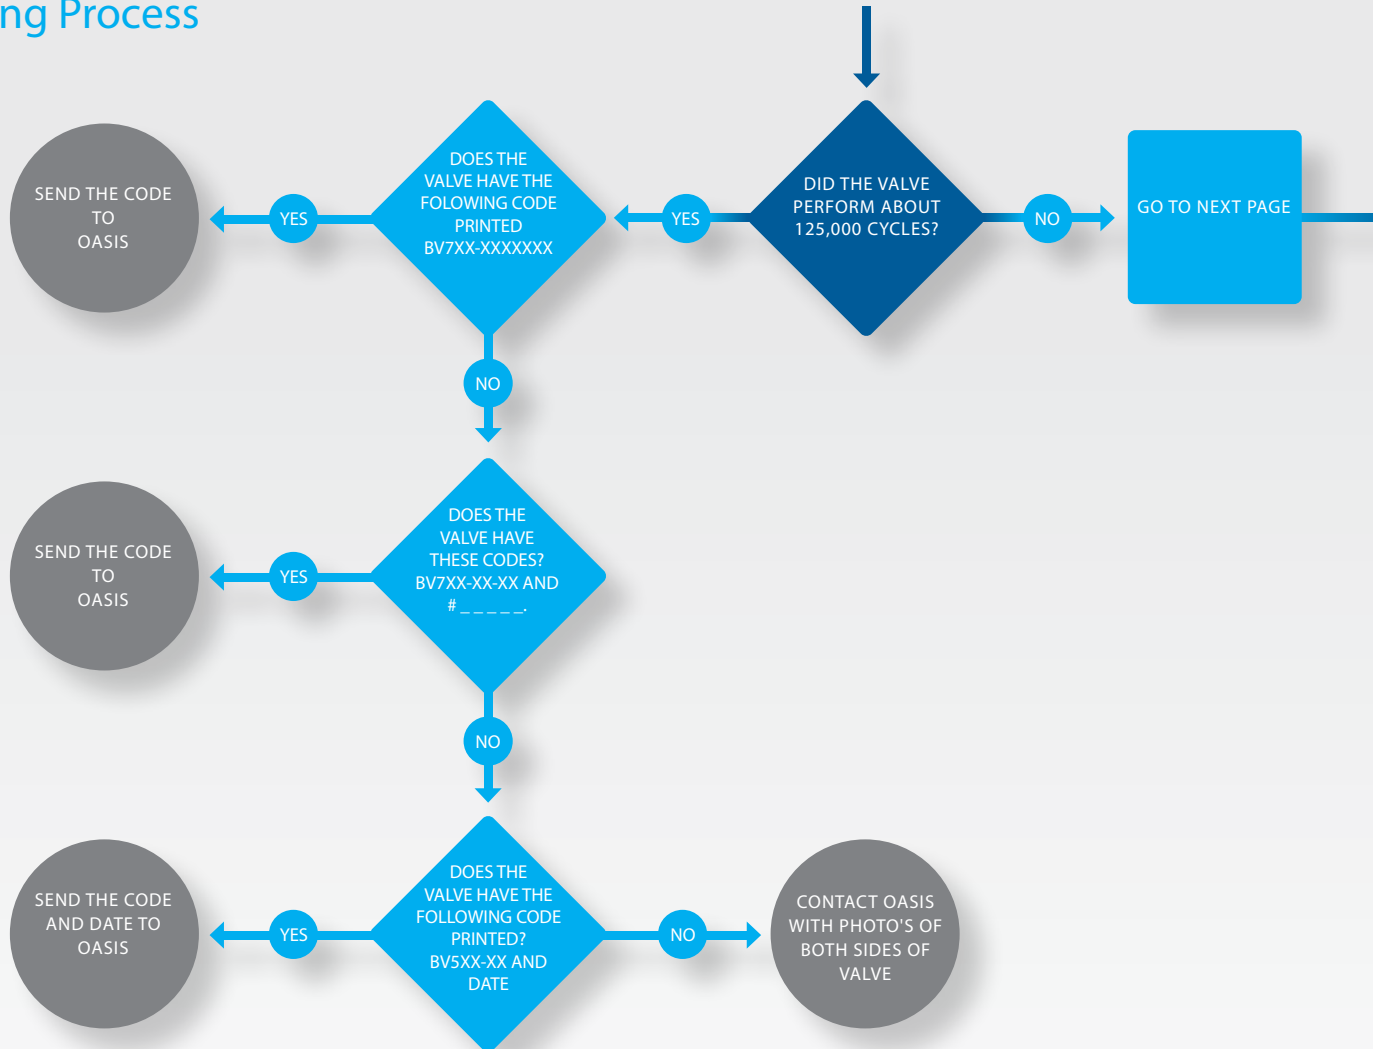 ng Process
SEND THE CODE
TO
OASIS
YES
DOES THE
VALVE HAVE THE
FOLOWING CODE
PRINTED
BV7XX-XXXXXXX
YES
DID THE VALVE
PERFORM ABOUT
125,000 CYCLES?
NO
GO TO NEXT PAGE
NO
SEND THE CODE
TO
OASIS
YES
DOES THE
VALVE HAVE
THESE CODES?
BV7XX-XX-XX AND
# _ _ _ _ _.
NO
SEND THE CODE
AND DATE TO
OASIS
YES
DOES THE
VALVE HAVE THE
FOLLOWING CODE
PRINTED?
BV5XX-XX AND
DATE
NO
CONTACT OASIS
WITH PHOTO'S OF
BOTH SIDES OF
VALVE